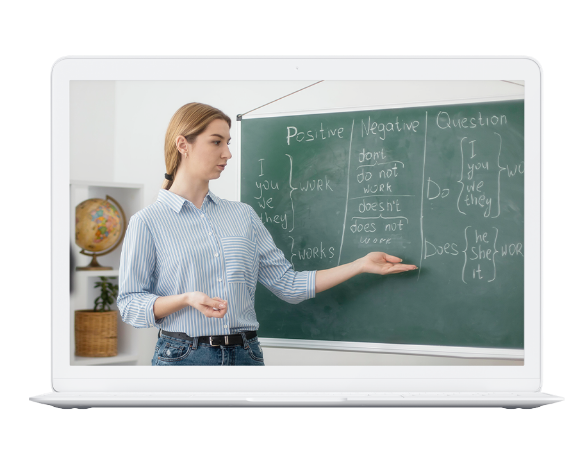 Positive
I
you
we
they
WORK
WORKS
Negative
don't
do not
WORK
doesn't
does not
Question
Do
I
you
we
they
Does
he
she
it
WOR